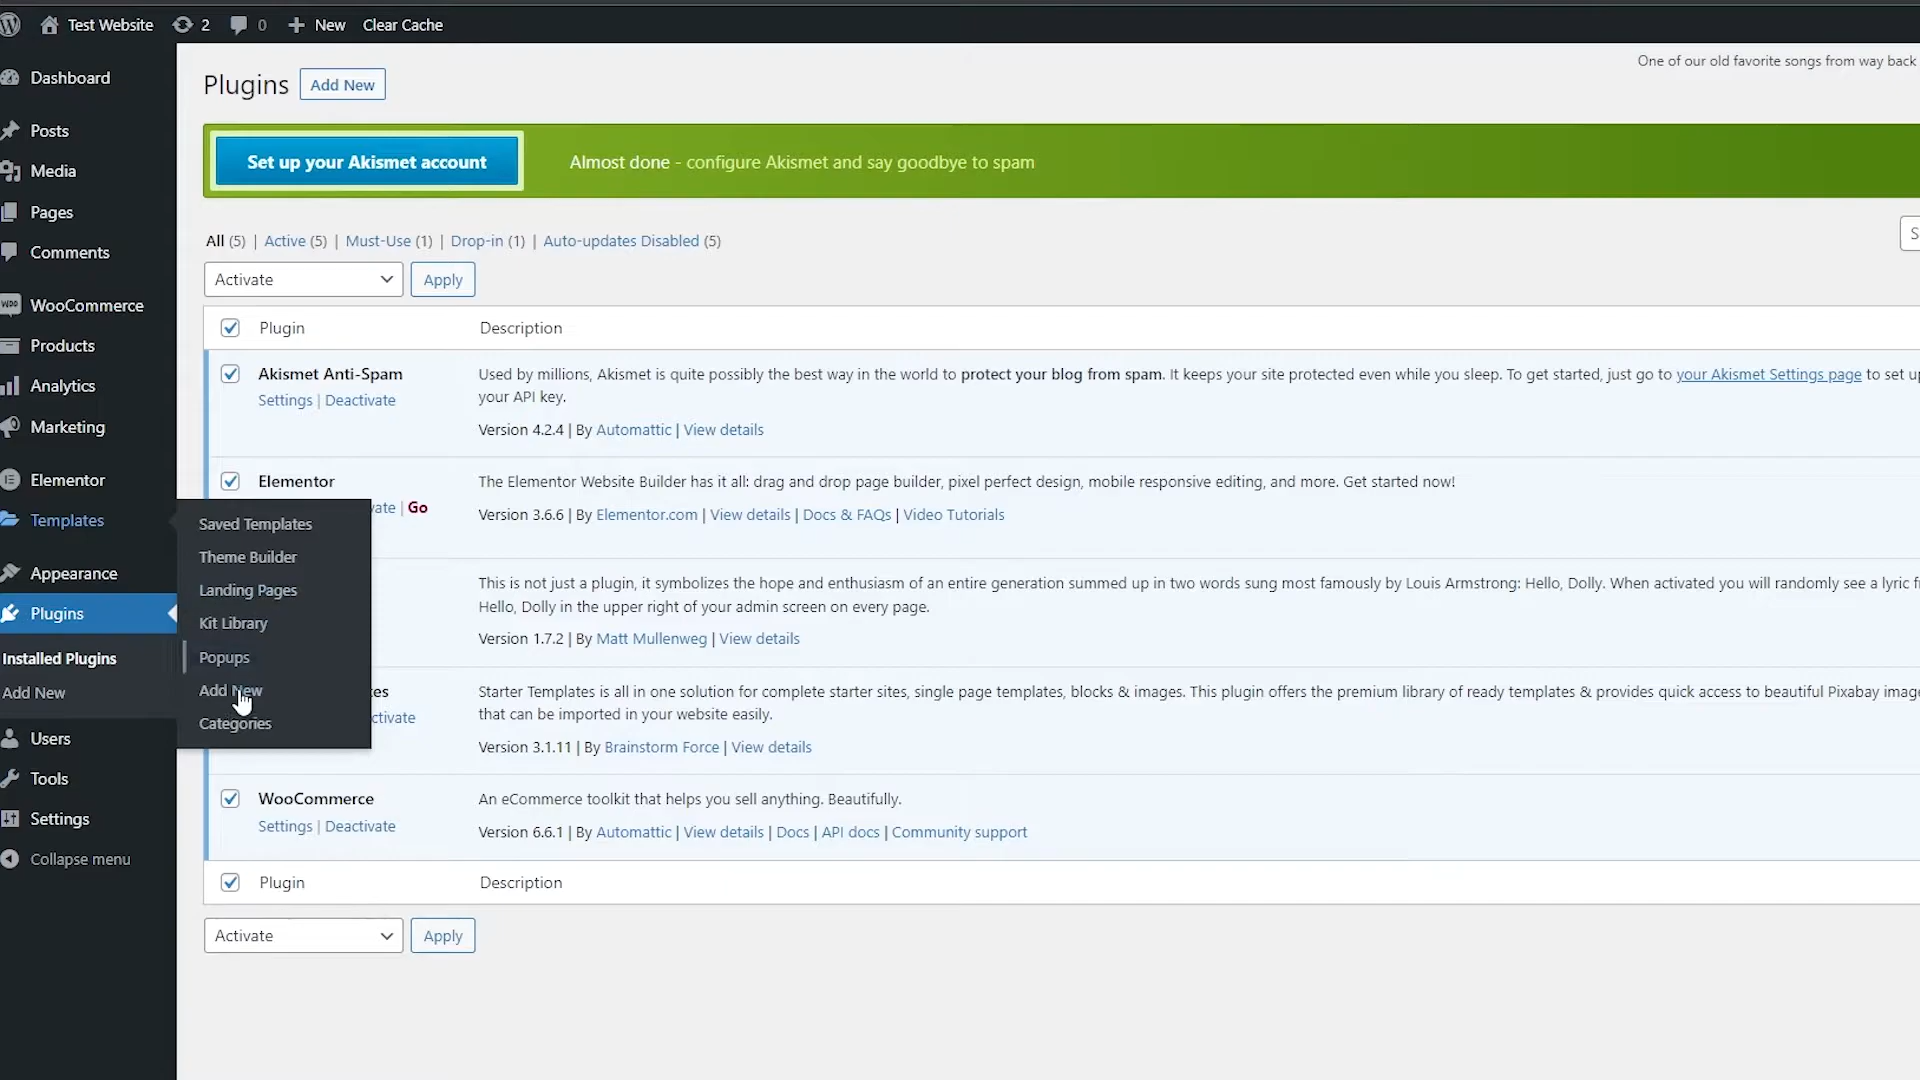 Test Website 2 0 New Clear Cache
Dashboard
Posts
Media
Pages
Comments
WOO WooCommerce
Products
Analytics
Marketing
Elementor
Templates
Appearance
Plugins
Installed Plugins
Add New
Users
Tools
Settings
Collapse menu
Saved Templates
Theme Builder
Landing Pages
Kit Library
Popups
Add New
Categories
One of our old favorite songs from way back
Plugins Add New
Set up your Akismet account Almost done - configure Akismet and say goodbye to spam
All (5) | Active (5) | Must-Use (1) | Drop-in (1) | Auto-updates Disabled (5)
S
Activate Apply
Plugin Description
Akismet Anti-Spam
Settings | Deactivate
Used by millions, Akismet is quite possibly the best way in the world to protect your blog from spam. It keeps your site protected even while you sleep. To get started, just go to your Akismet Settings page to set up
your API key.
Version 4.2.4 | By Automattic | View details
Elementor
vate | Go
The Elementor Website Builder has it all: drag and drop page builder, pixel perfect design, mobile responsive editing, and more. Get started now!
Version 3.6.6 | By Elementor.com | View details | Docs & FAQs | Video Tutorials
This is not just a plugin, it symbolizes the hope and enthusiasm of an entire generation summed up in two words sung most famously by Louis Armstrong: Hello, Dolly. When activated you will randomly see a lyric fr
Hello, Dolly in the upper right of your admin screen on every page.
Version 1.7.2 | By Matt Mullenweg | View details
es
ctivate
Starter Templates is all in one solution for complete starter sites, single page templates, blocks & images. This plugin offers the premium library of ready templates & provides quick access to beautiful Pixabay image
that can be imported in your website easily.
Version 3.1.11 | By Brainstorm Force | View details
WooCommerce
Settings | Deactivate
An eCommerce toolkit that helps you sell anything. Beautifully.
Version 6.6.1 | By Automattic | View details | Docs | API docs | Community support
Plugin Description
Activate Apply